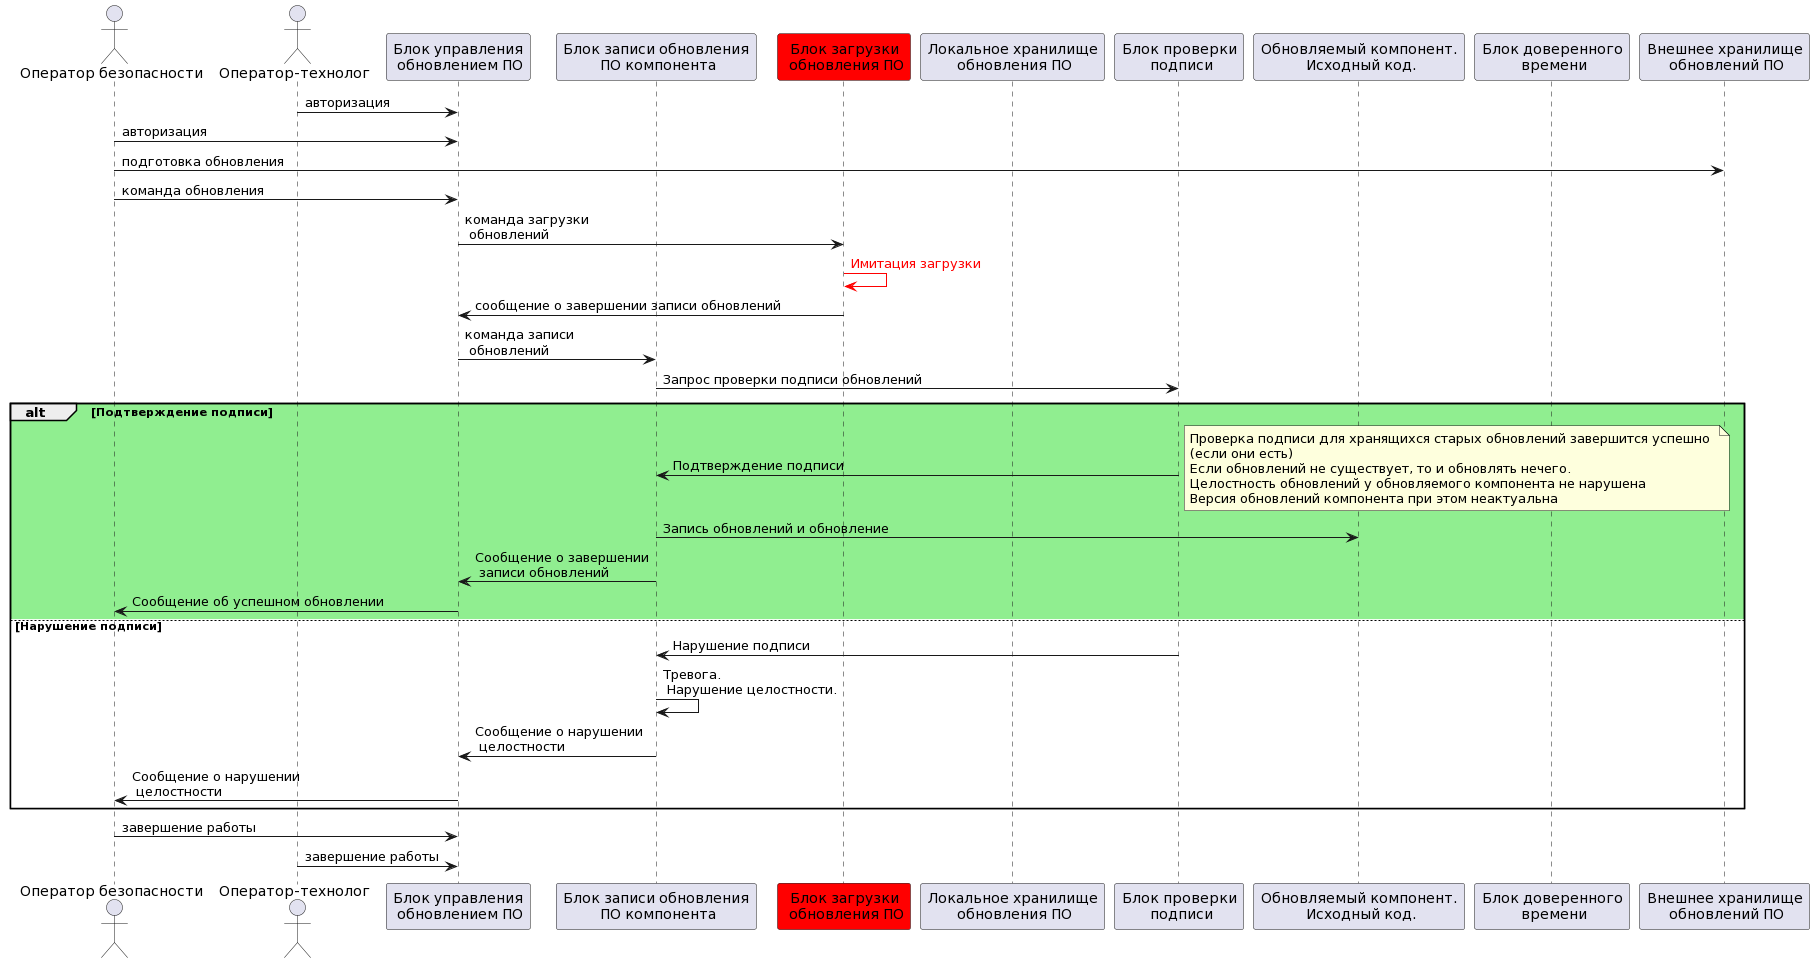 Оператор безопасности
Оператор-технолог
Блок управления
обновлением ПО
Блок записи обновления
ПО компонента
Блок загрузки
обновления ПО
Локальное хранилище
обновления ПО
Блок проверки
подписи
Обновляемый компонент.
Исходный код.
Блок доверенного
времени
Внешнее хранилище
обновлений ПО
авторизация
авторизация
подготовка обновления
команда обновления
команда загрузки
обновлений
Имитация загрузки
сообщение о завершении записи обновлений
команда записи
обновлений
Запрос проверки подписи обновлений
alt [Подтверждение подписи]
Проверка подписи для хранящихся старых обновлений завершится успешно
(если они есть)
Если обновлений не существует, то и обновлять нечего.
Целостность обновлений у обновляемого компонента не нарушена
Версия обновлений компонента при этом неактуальна
Подтверждение подписи
Запись обновлений и обновление
Сообщение о завершении
записи обновлений
Сообщение об успешном обновлении
[Нарушение подписи]
Нарушение подписи
Тревога.
Нарушение целостности.
Сообщение о нарушении
целостности
Сообщение о нарушении
целостности
завершение работы
завершение работы
Оператор безопасности
Оператор-технолог
Блок управления
обновлением ПО
Блок записи обновления
ПО компонента
Блок загрузки
обновления ПО
Локальное хранилище
обновления ПО
Блок проверки
подписи
Обновляемый компонент.
Исходный код.
Блок доверенного
времени
Внешнее хранилище
обновлений ПО